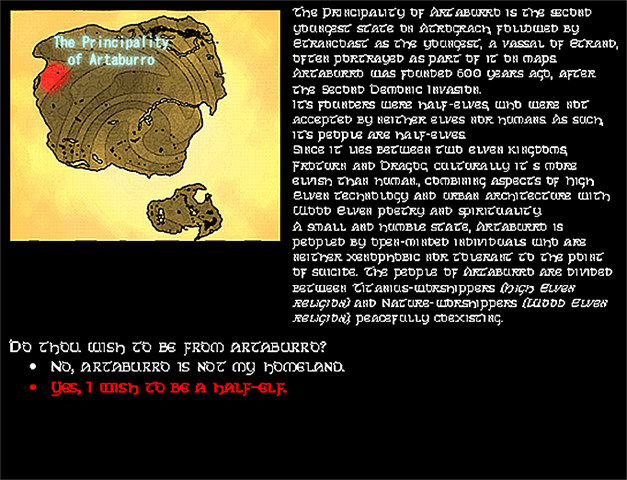 The Principality
of Artaburro
The Principality of Artaburro is the second
youngest state on Atrograch, followed by
Etrancoast as the youngest, a vassal of Etrand,
often portrayed as part of it on maps.
Artaburro was founded 600 years ago, after
the Second Demonic Invasion.
It's founders were half-elves, who were not
accepted by neither elves nor humans. As such,
it's people are half-elves.
Since it lies between two elven kingdoms,
Froturn and Dragoc, culturally it s more
elvish than human, combining aspects of High
Elven technology and urban architecture with
Wood Elven poetry and spirituality.
A small and humble state, Artaburro is
peopled by open-minded individuals who are
neither xenophobic nor tolerant to the point
of suicide. The people of Artaburro are divided
between Titanius-worshippers (High Elven
religion) and Nature-worshippers (Wood Elven
religion), peacefully coexisting.
Do thou wish to be from Artaburro?
No, Artaburro is not my homeland.
Yes, I wish to be a half-elf.